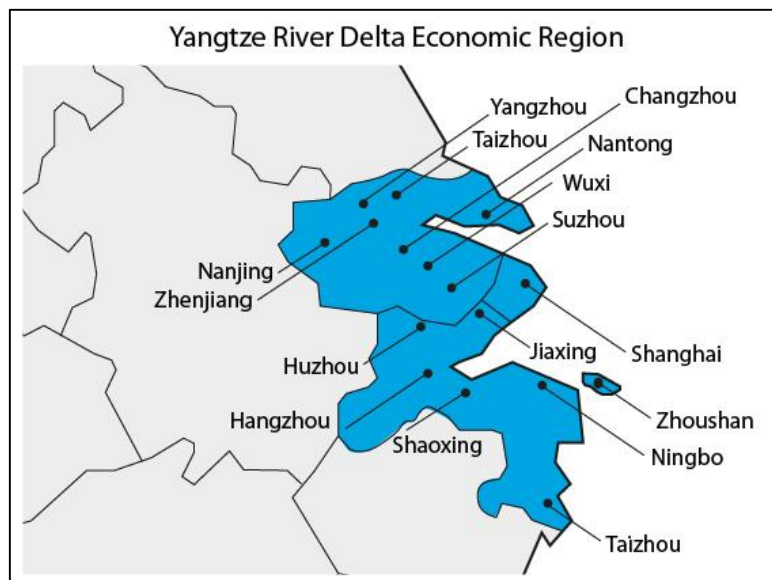 Yangtze River Delta Economic Region
Yangzhou
Changzhou
Taizhou
Nantong
Wuxi
Suzhou
Nanjing
Zhenjiang
Huzhou
Jiaxing
Shanghai
Hangzhou
Shaoxing
Zhoushan
Ningbo
Taizhou